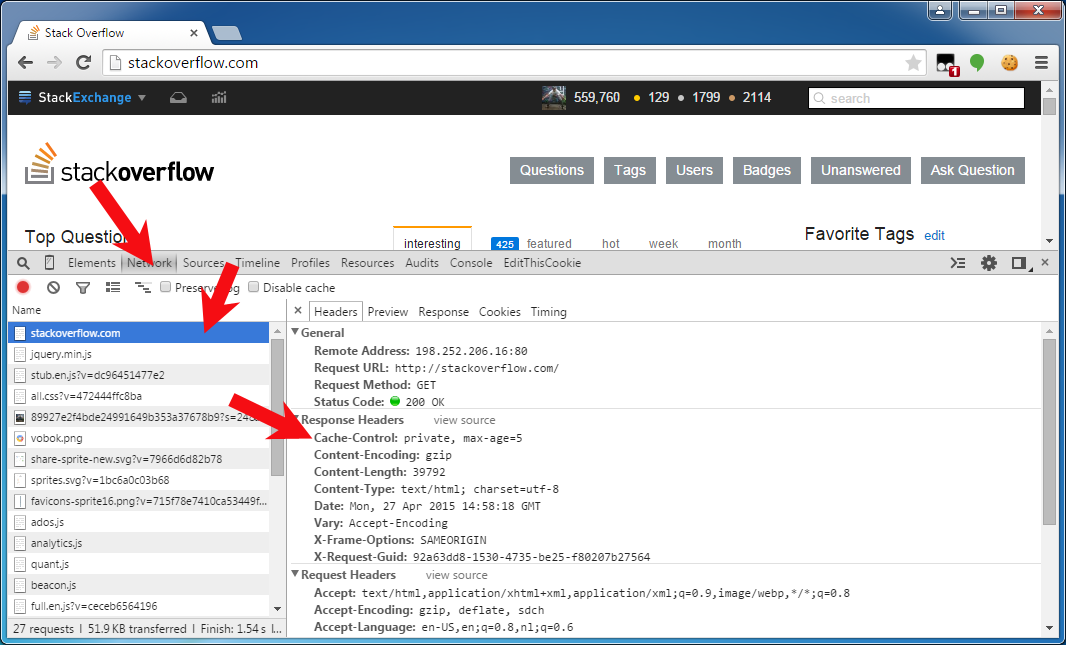 Stack Overflow
stackoverflow.com
1
StackExchange
559,760 129 1799 2114
search
stackoverflow
Questions Tags Users Badges Unanswered Ask Question
Top
interesting 425 featured hot week month
Favorite Tags edit
Elements Network Sources Timeline Profiles Resources Audits Console EditThisCookie
Preserve log Disable cache
Name
stackoverflow.com
jquery.min.js
stub.en.js?v=dc96451477e2
all.css?v=472444ffc8ba
vobok.png
share-sprite-new.svg?v=7966d6d82b78
sprites.svg?v=1bc6a0c03b68
favicons-sprite16.png?v=715f78e7410ca53449f...
ados.js
analytics.js
quant.js
beacon.js
full.en.js?v=ceceb6564196
27 requests | 51.9 KB transferred | Finish: 1.54 s | ...
Headers Preview Response Cookies Timing
General
Remote Address: 198.252.206.16:80
Request URL: http://stackoverflow.com/
Request Method: GET
Status Code: 200 OK
Response Headers view source
Cache-Control: private, max-age=5
Content-Encoding: gzip
Content-Length: 39792
Content-Type: text/html; charset=utf-8
Date: Mon, 27 Apr 2015 14:58:18 GMT
Vary: Accept-Encoding
X-Frame-Options: SAMEORIGIN
X-Request-Guid: 92a63dd8-1530-4735-be25-f80207b27564
Request Headers view source
Accept: text/html,application/xhtml+xml,application/xml;q=0.9,image/webp,*/*;q=0.8
Accept-Encoding: gzip, deflate, sdch
Accept-Language: en-US,en;q=0.8,nl;q=0.6